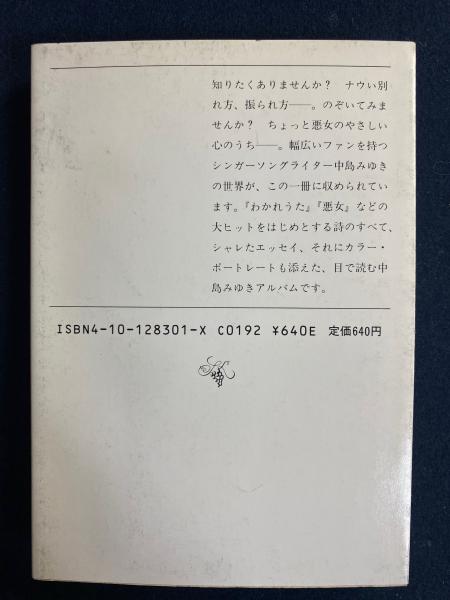 知りたくありませんか？　ナウい別
れ方、振られ方――。のぞいてみま
せんか？　ちょっと悪女のやさしい
心のうち――。幅広いファンを持つ
シンガーソングライター中島みゆき
の世界が、この一冊に収められてい
ます。『わかれうた』『悪女』などの
大ヒットをはじめとする詩のすべて、
シャレたエッセイ、それにカラー・
ポートレートも添えた、目で読む中
島みゆきアルバムです。
ISBN4-10-128301-X C0192 ¥640E 定価640円